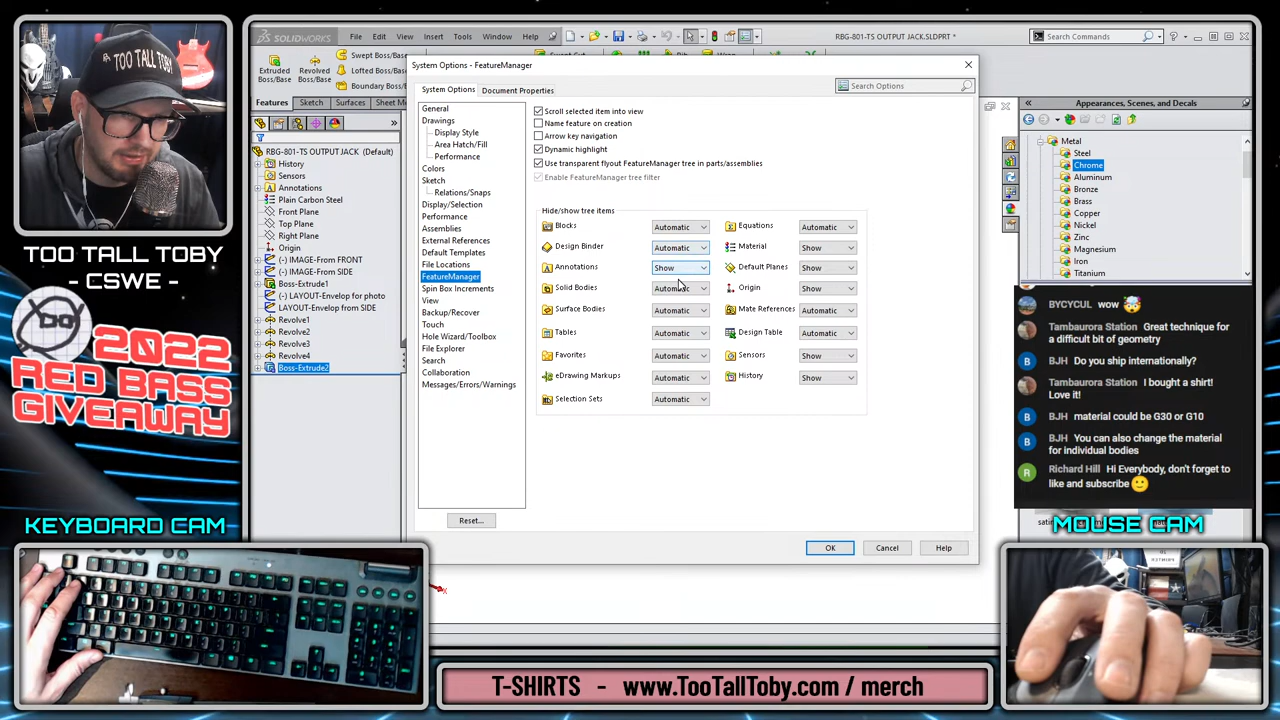 TOO TALL TOBY
TOO TALL TOBY
- CSWE -
2022
RED BASS
GIVEAWAY
KEYBOARD CAM
SOLIDWORKS
File Edit View Insert Tools Window Help
RBG-801-TS OUTPUT JACK.SLDPRT *
Search Commands
Extruded Boss/Base
Revolved Boss/Base
Swept Boss/Base
Lofted Boss/Base
Boundary Boss/Base
Features Sketch Surfaces Sheet Me
RBG-801-TS OUTPUT JACK (Default)
History
Sensors
Annotations
Plain Carbon Steel
Front Plane
Top Plane
Right Plane
Origin
(-) IMAGE-From FRONT
(-) IMAGE-From SIDE
Boss-Extrude1
(-) LAYOUT-Envelop for photo
LAYOUT-Envelop from SIDE
Revolve1
Revolve2
Revolve3
Revolve4
Boss-Extrude2
System Options - FeatureManager
System Options Document Properties
Search Options
General
Drawings
Display Style
Area Hatch/Fill
Performance
Colors
Sketch
Relations/Snaps
Display/Selection
Performance
Assemblies
External References
Default Templates
File Locations
FeatureManager
Spin Box Increments
View
Backup/Recover
Touch
Hole Wizard/Toolbox
File Explorer
Search
Collaboration
Messages/Errors/Warnings
Reset...
Scroll selected item into view
Name feature on creation
Arrow key navigation
Dynamic highlight
Use transparent flyout FeatureManager tree in parts/assemblies
Enable FeatureManager tree filter
Hide/show tree items
Blocks Automatic Equations Automatic
Design Binder Automatic Material Show
Annotations Show Default Planes Show
Solid Bodies Automatic Origin Show
Surface Bodies Automatic Mate References Automatic
Tables Automatic Design Table Automatic
Favorites Automatic Sensors Show
eDrawing Markups Automatic History Show
Selection Sets Automatic
OK Cancel Help
Appearances, Scenes, and Decals
Metal
Steel
Chrome
Aluminum
Bronze
Brass
Copper
Nickel
Zinc
Magnesium
Iron
Titanium
BYCYCUL wow 🤯
Tambaurora Station Great technique for a difficult bit of geometry
BJH Do you ship internationally?
Tambaurora Station I bought a shirt! Love it!
BJH material could be G30 or G10
BJH You can also change the material for individual bodies
Richard Hill Hi Everybody, don't forget to like and subscribe 🙂
MOUSE CAM
T-SHIRTS - www.TooTallToby.com / merch